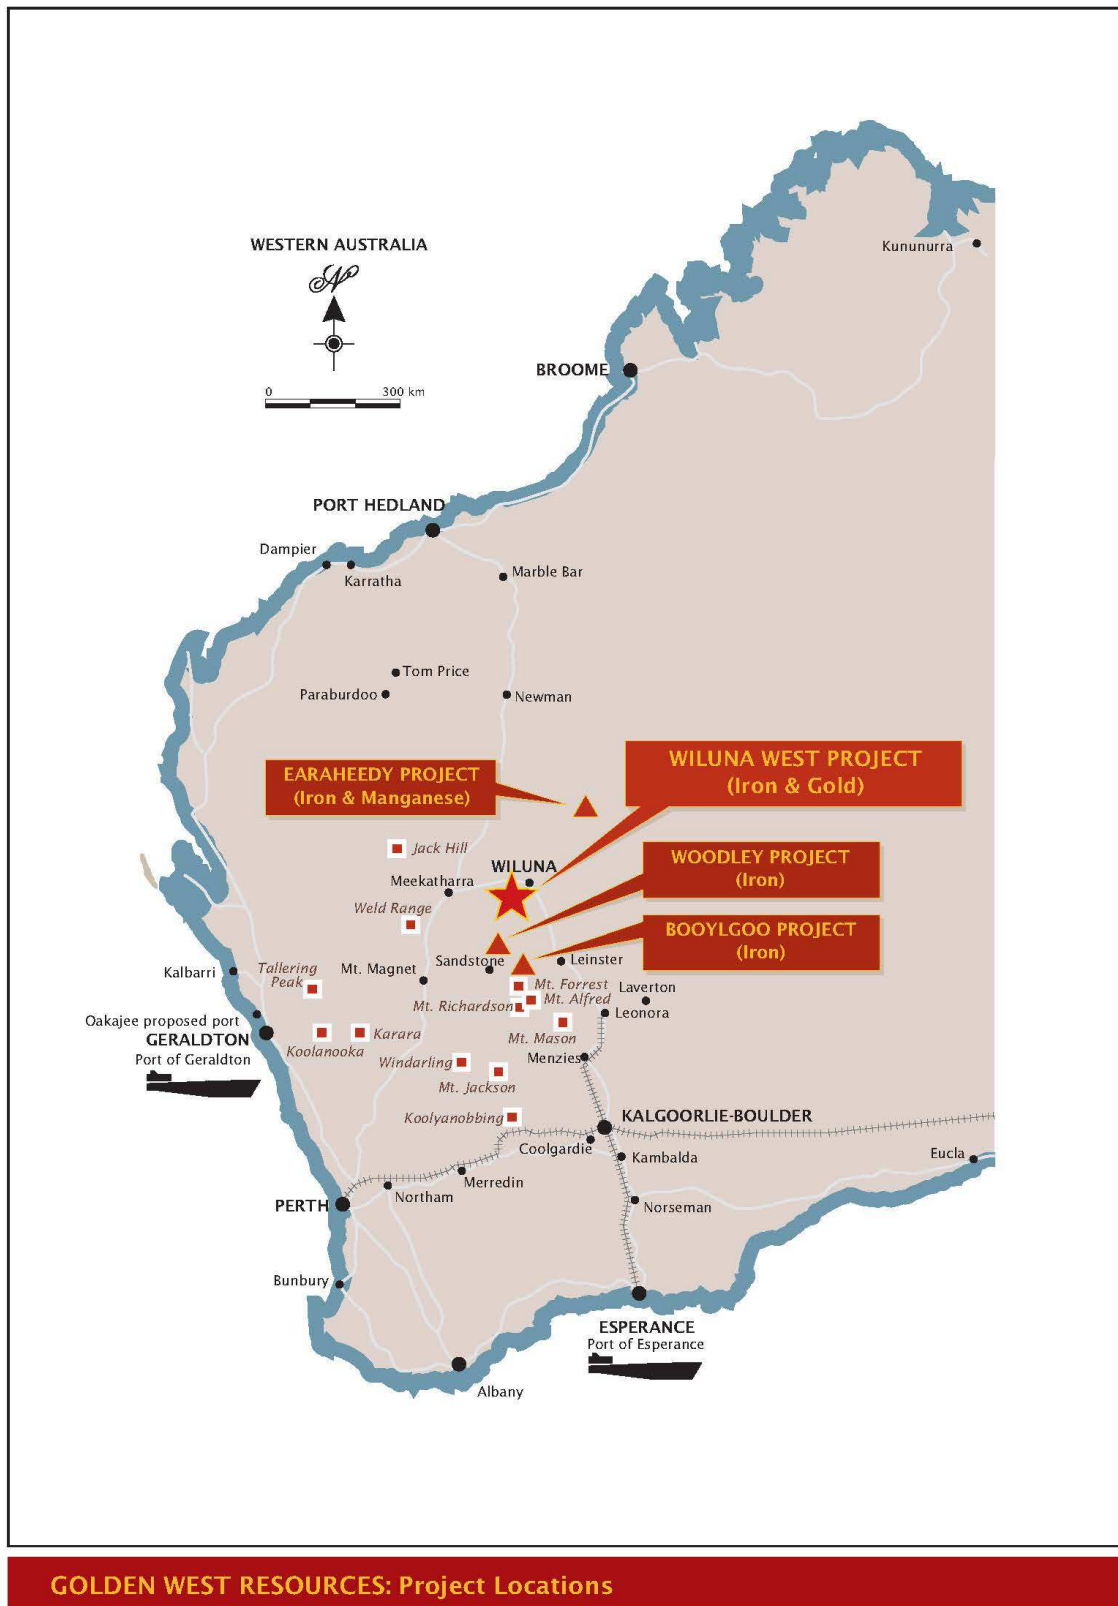 WESTERN AUSTRALIA
N
0 300 km
Kununurra
BROOME
PORT HEDLAND
Dampier
Karratha
Marble Bar
Tom Price
Paraburdoo
Newman
EARAHEEDY PROJECT
(Iron & Manganese)
WILUNA WEST PROJECT
(Iron & Gold)
Jack Hill
WILUNA
Meekatharra
WOODLEY PROJECT
(Iron)
Weld Range
BOOYLGOO PROJECT
(Iron)
Sandstone
Leinster
Kalbarri
Tallering
Peak
Mt. Magnet
Mt. Forrest
Mt. Alfred
Laverton
Mt. Richardson
Leonora
Oakajee proposed port
GERALDTON
Port of Geraldton
Koolanooka
Karara
Mt. Mason
Windarling
Menzies
Mt. Jackson
Koolyanobbing
KALGOORLIE-BOULDER
Coolgardie
Kambalda
Eucla
Merredin
Northam
PERTH
Norseman
Bunbury
ESPERANCE
Port of Esperance
Albany
GOLDEN WEST RESOURCES: Project Locations